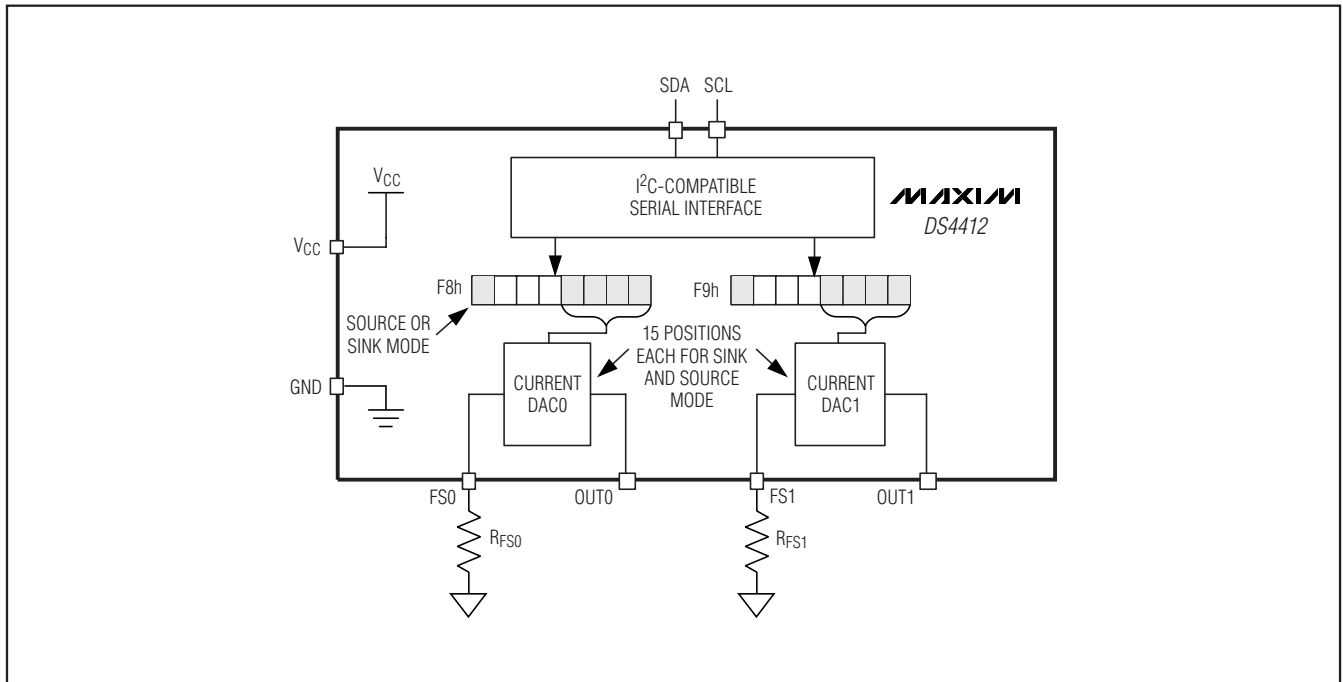 SDA SCL
VCC
I²C-COMPATIBLE
SERIAL INTERFACE
MAXIM
DS4412
VCC
F8h
F9h
SOURCE OR
SINK MODE
15 POSITIONS
EACH FOR SINK
AND SOURCE
MODE
GND
CURRENT
DAC0
CURRENT
DAC1
FS0
OUT0
FS1
OUT1
RFS0
RFS1